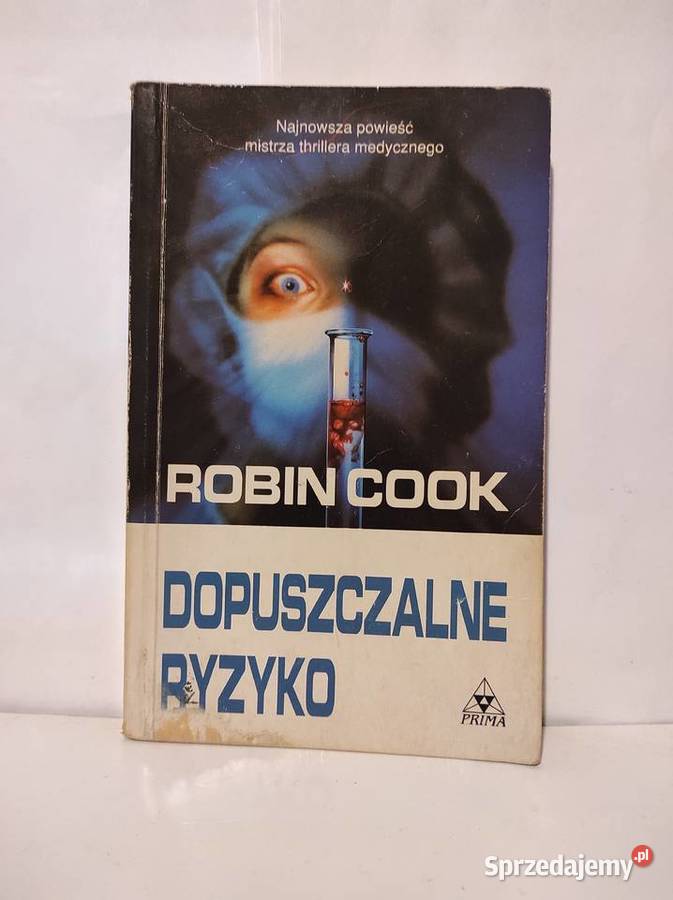 Najnowsza powieść
mistrza thrillera medycznego
ROBIN COOK
DOPUSZCZALNE
RYZYKO
PRIMA
Sprzedajemy.pl